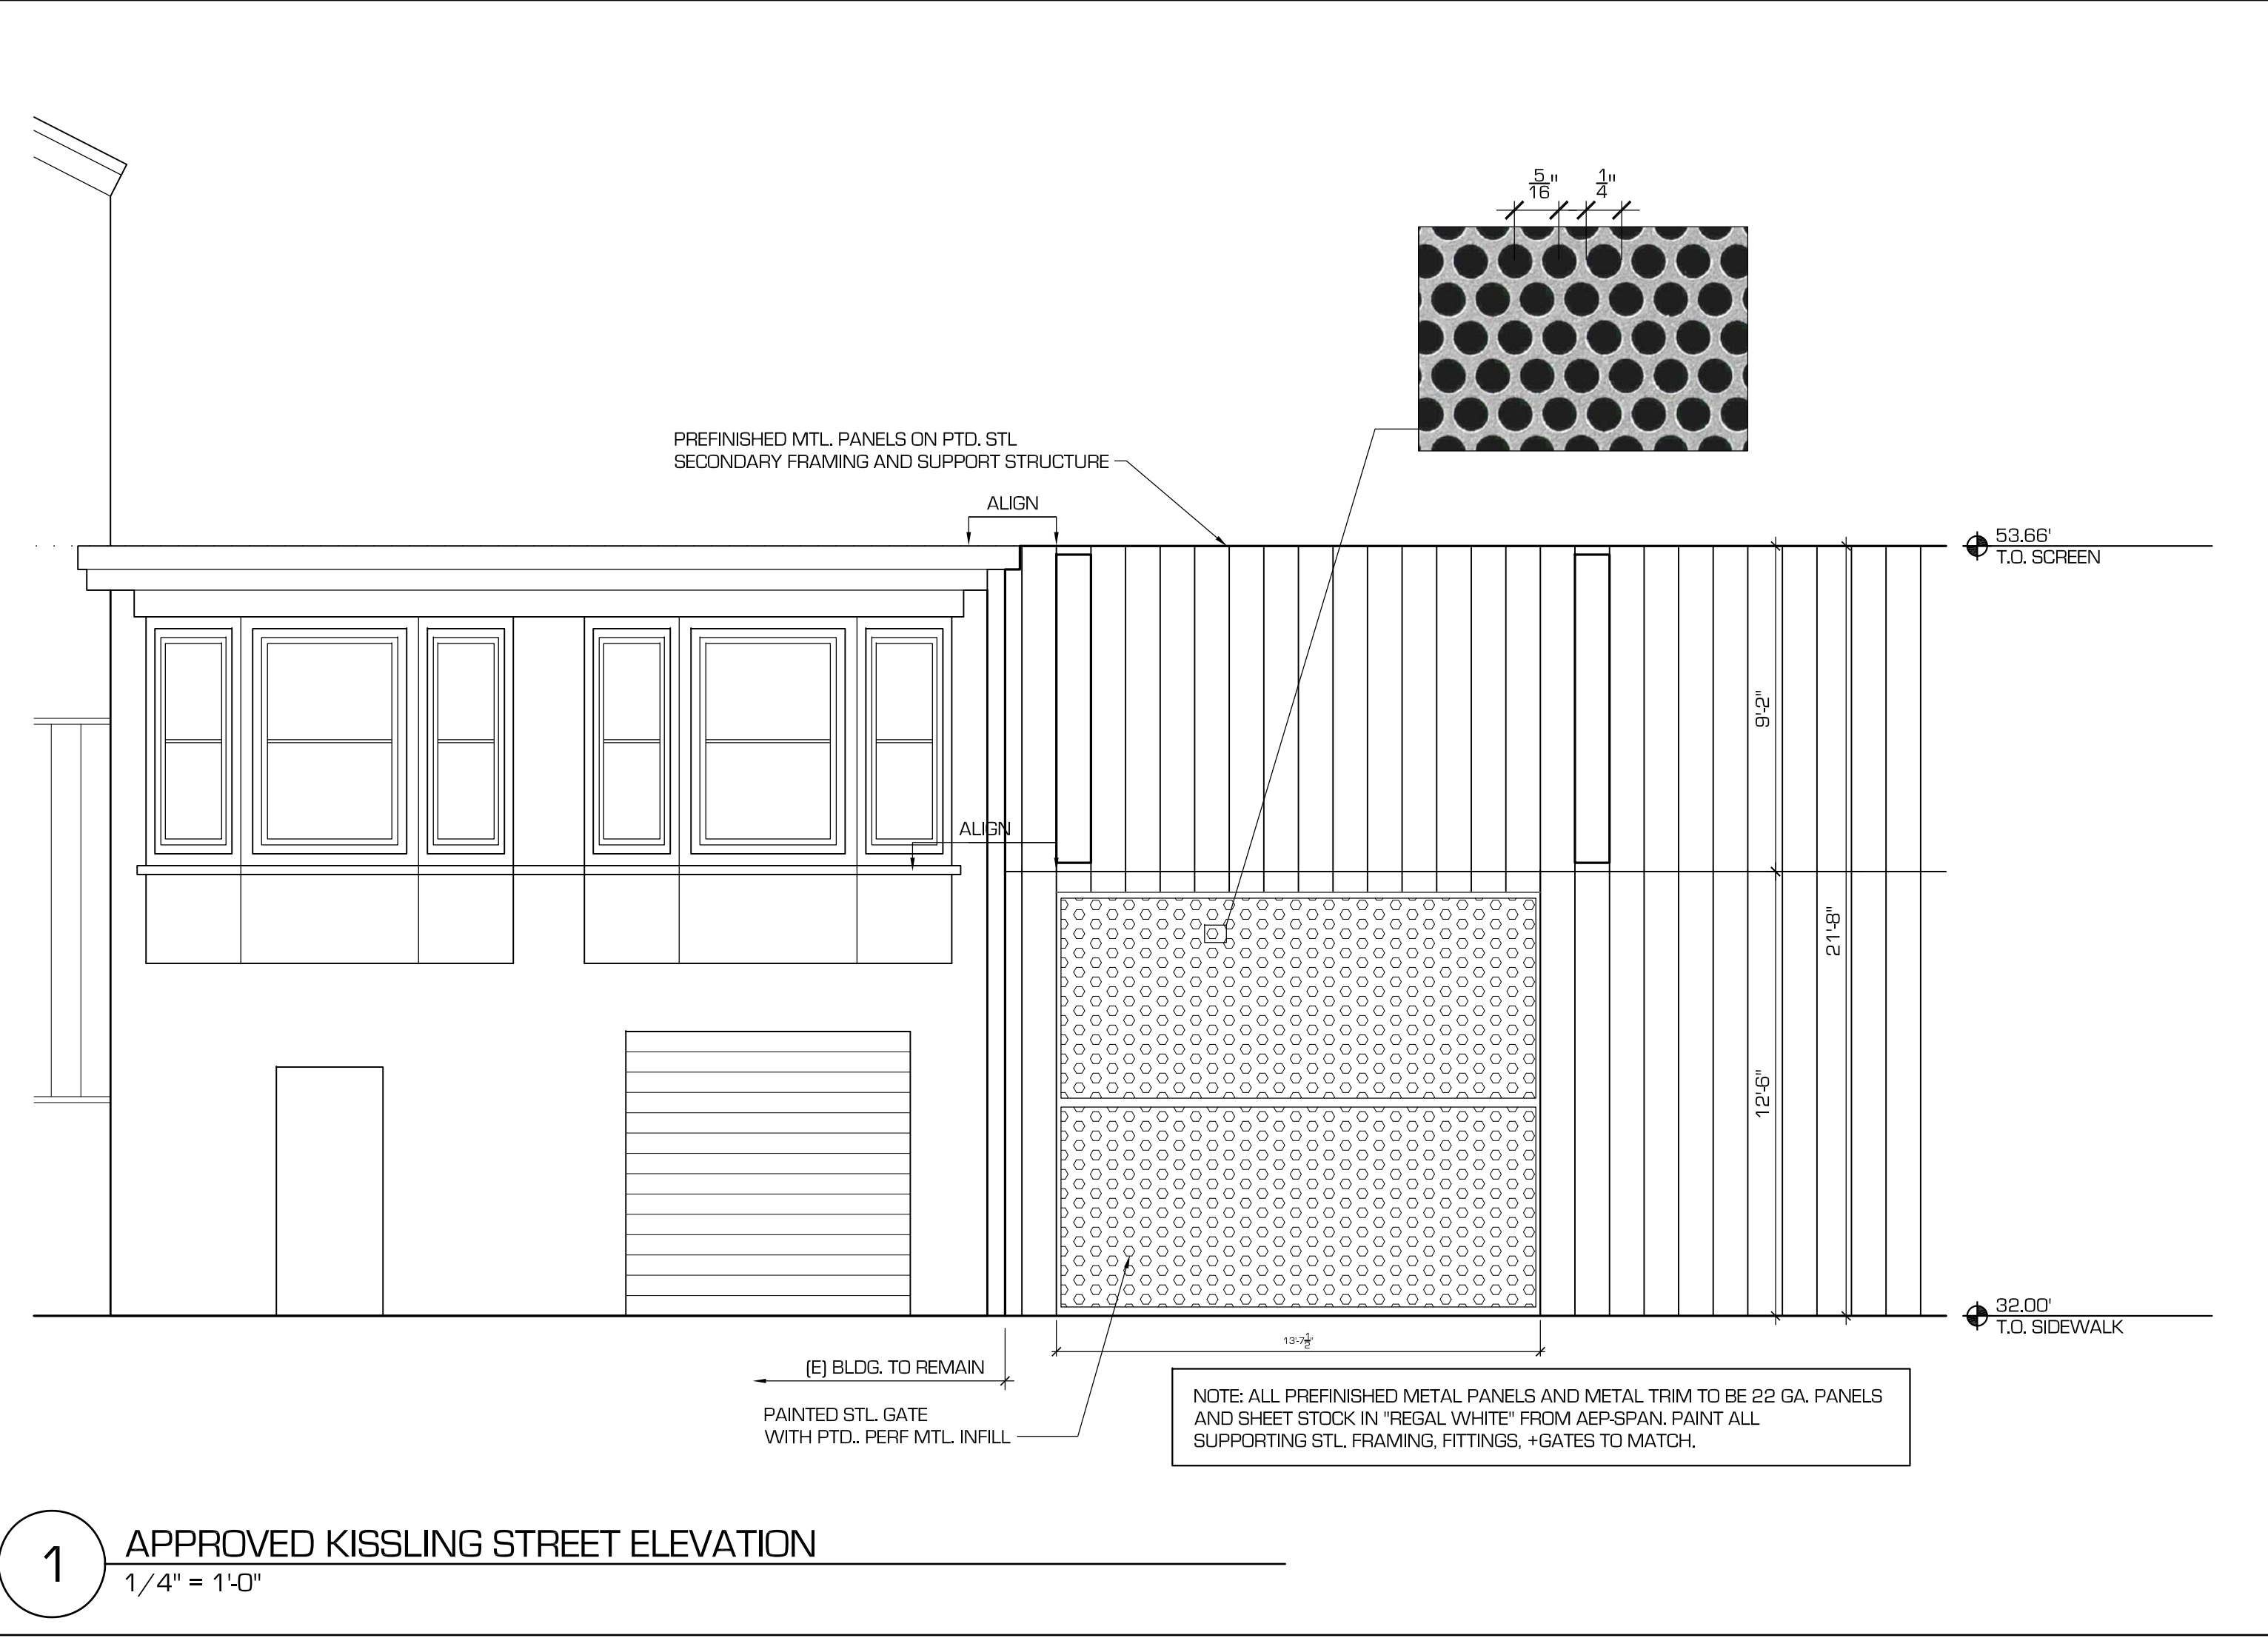 5/16" 1/4"
PREFINISHED MTL. PANELS ON PTD. STL
SECONDARY FRAMING AND SUPPORT STRUCTURE
ALIGN
53.66'
T.O. SCREEN
9'-2"
ALIGN
21'-8"
12'-6"
32.00'
T.O. SIDEWALK
13'-7 1/2"
(E) BLDG. TO REMAIN
PAINTED STL. GATE
WITH PTD.. PERF MTL. INFILL
NOTE: ALL PREFINISHED METAL PANELS AND METAL TRIM TO BE 22 GA. PANELS
AND SHEET STOCK IN "REGAL WHITE" FROM AEP-SPAN. PAINT ALL
SUPPORTING STL. FRAMING, FITTINGS, +GATES TO MATCH.
1 APPROVED KISSLING STREET ELEVATION
1/4" = 1'-0"